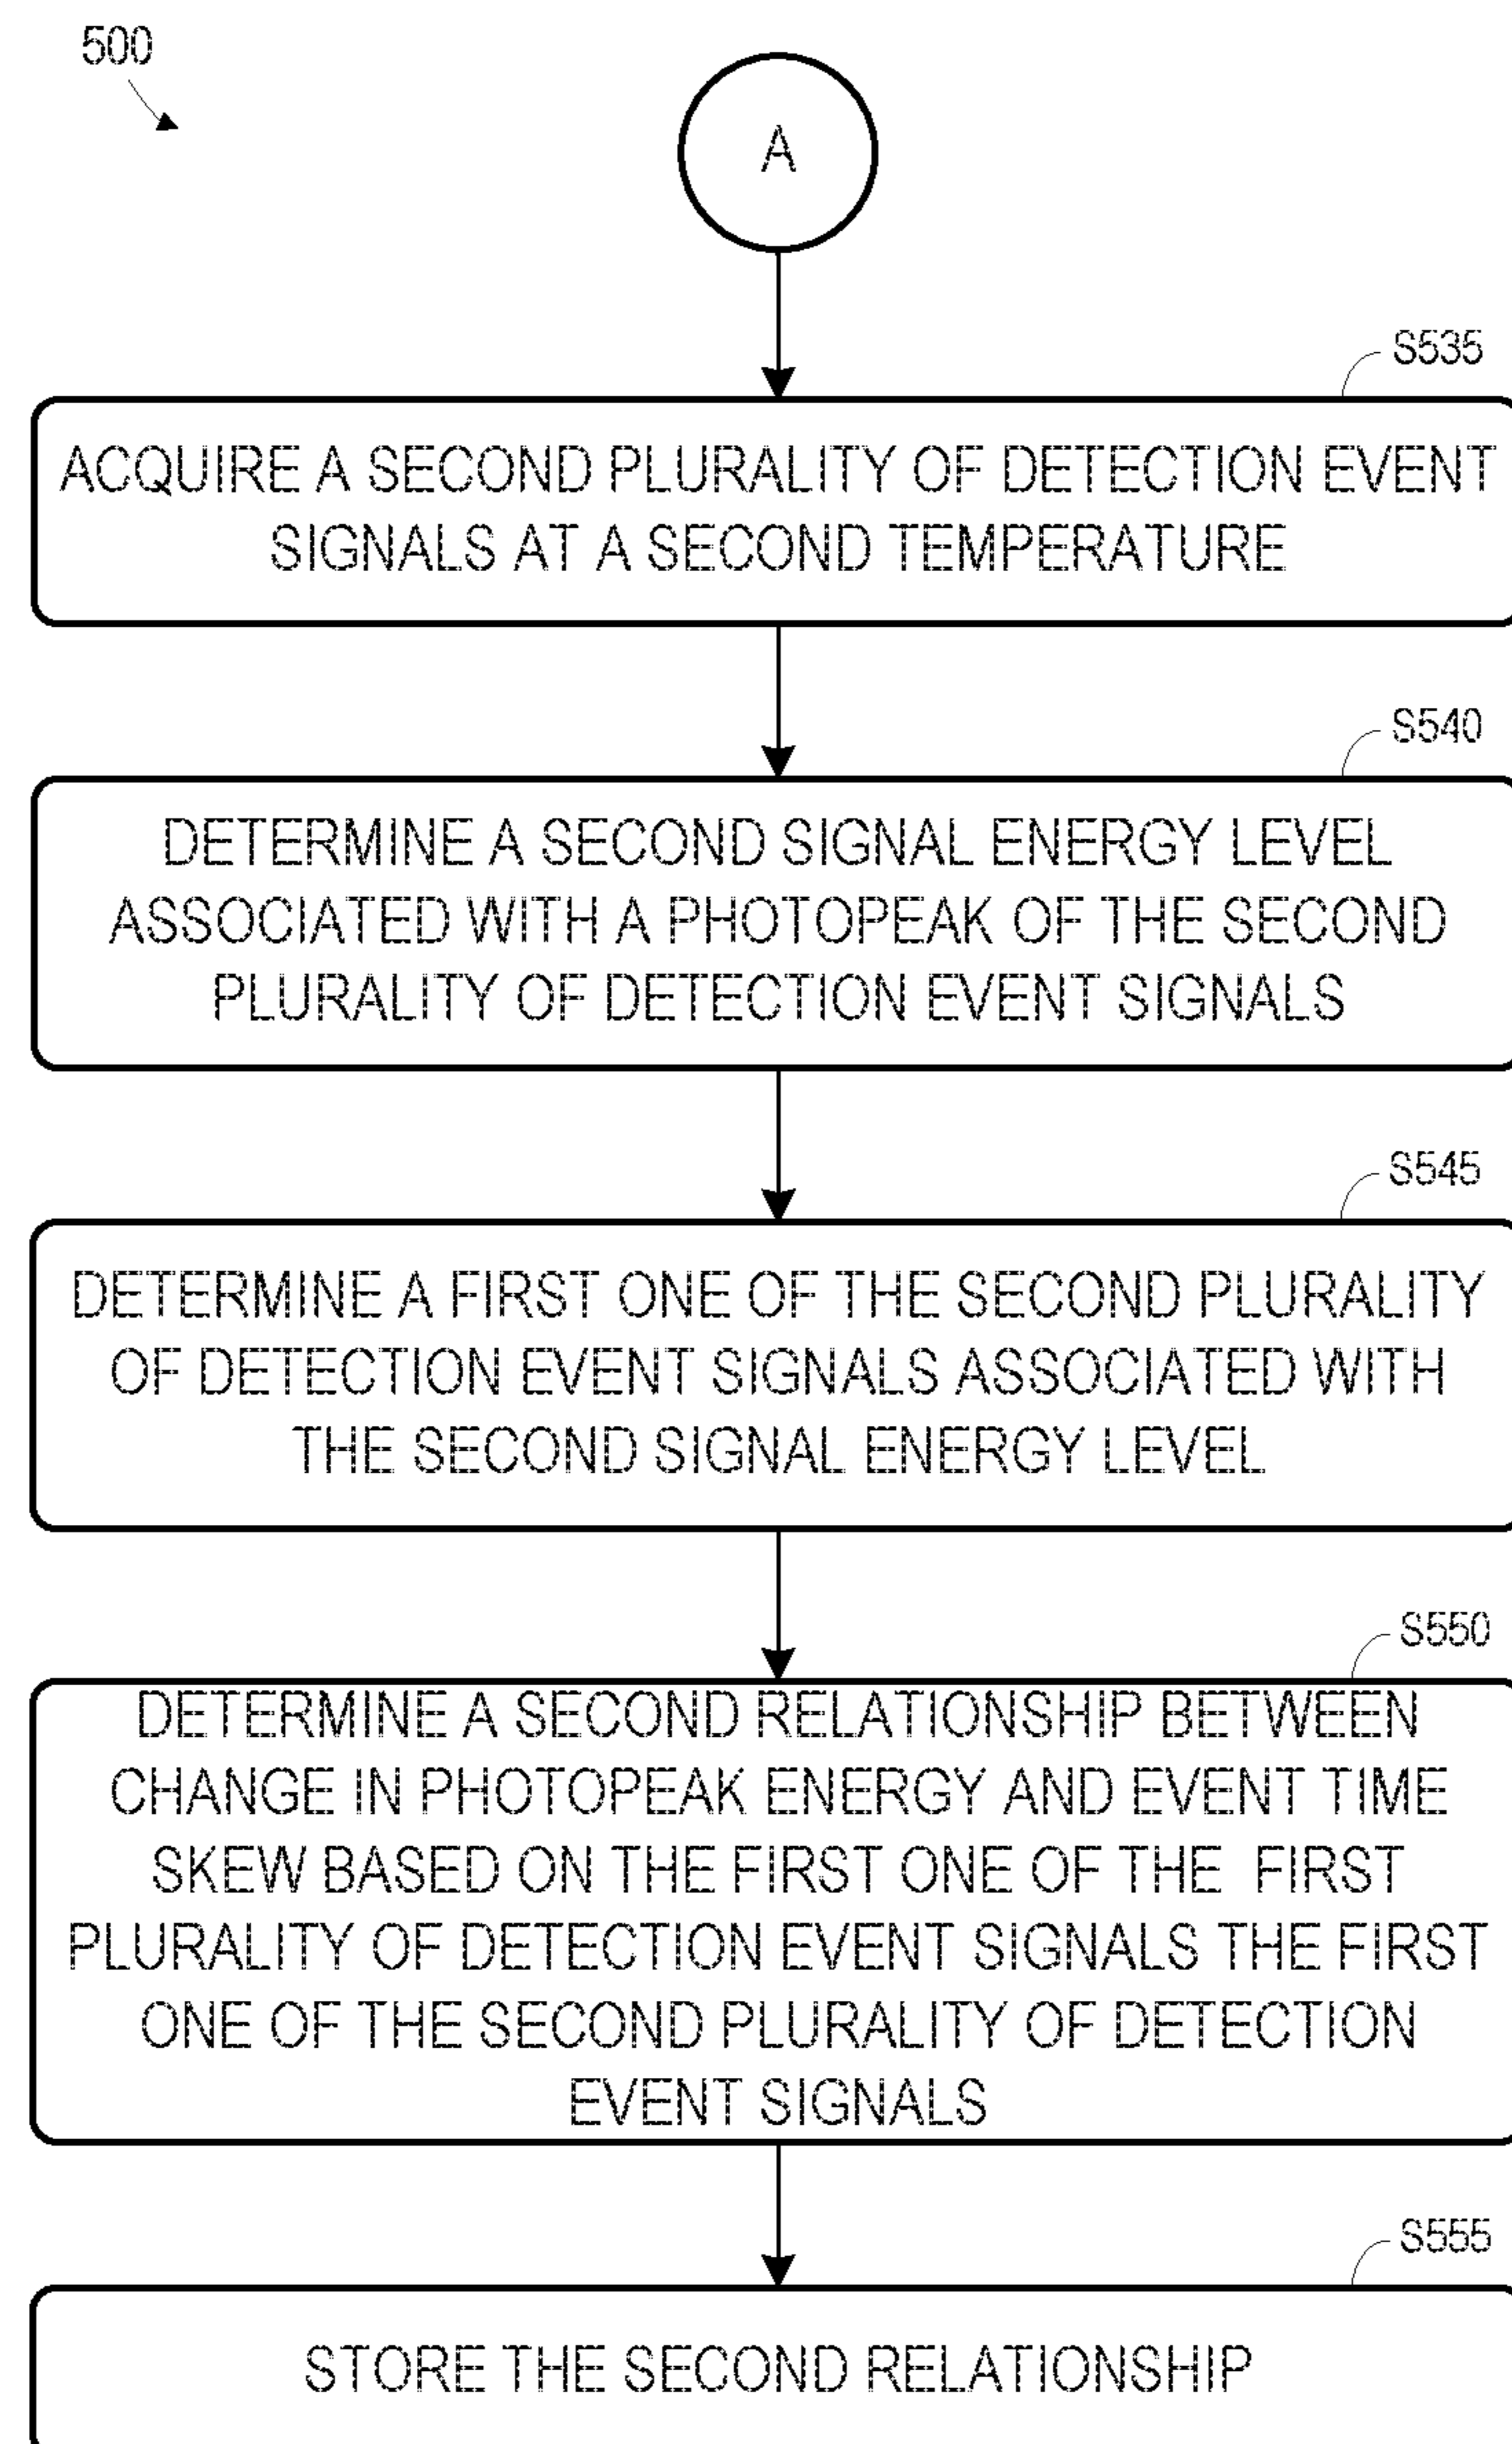 500
A
S535
ACQUIRE A SECOND PLURALITY OF DETECTION EVENT
SIGNALS AT A SECOND TEMPERATURE
S540
DETERMINE A SECOND SIGNAL ENERGY LEVEL
ASSOCIATED WITH A PHOTOPEAK OF THE SECOND
PLURALITY OF DETECTION EVENT SIGNALS
S545
DETERMINE A FIRST ONE OF THE SECOND PLURALITY
OF DETECTION EVENT SIGNALS ASSOCIATED WITH
THE SECOND SIGNAL ENERGY LEVEL
S550
DETERMINE A SECOND RELATIONSHIP BETWEEN
CHANGE IN PHOTOPEAK ENERGY AND EVENT TIME
SKEW BASED ON THE FIRST ONE OF THE FIRST
PLURALITY OF DETECTION EVENT SIGNALS THE FIRST
ONE OF THE SECOND PLURALITY OF DETECTION
EVENT SIGNALS
S555
STORE THE SECOND RELATIONSHIP